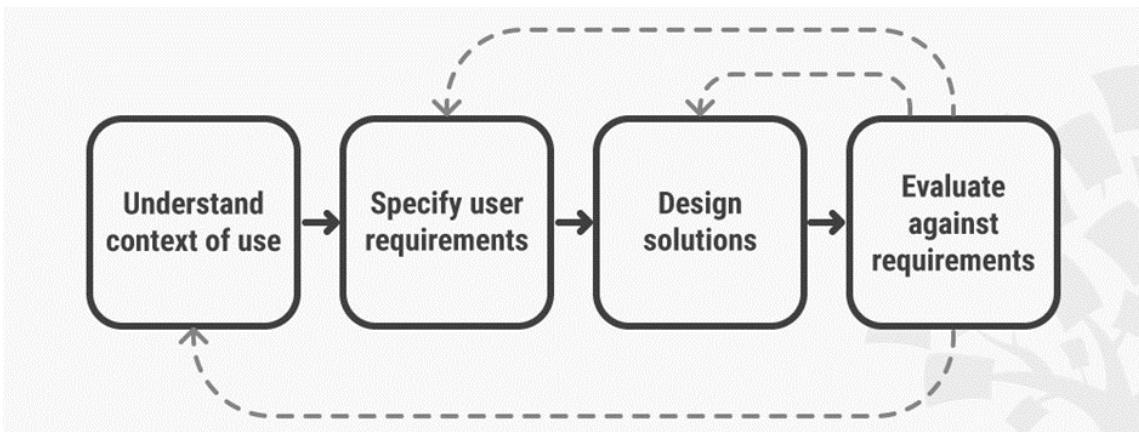 Understand
context of use
Specify user
requirements
Design
solutions
Evaluate
against
requirements